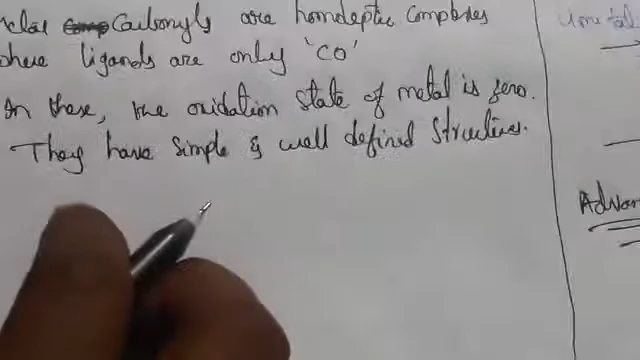 Carbonyls are homoleptic Complexes
where ligands are only 'CO'
In these, the oxidation state of metal is zero.
They have simple & well defined structures.